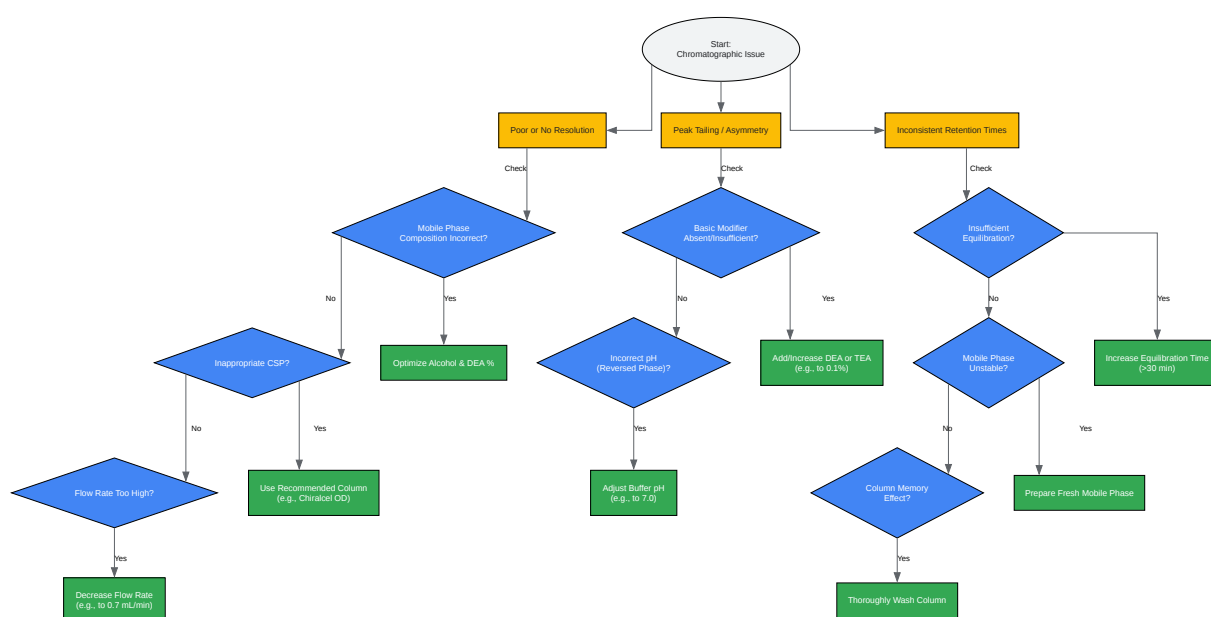 Start:
Chromatographic Issue
Poor or No Resolution
Peak Tailing / Asymmetry
Inconsistent Retention Times
Check
Check
Check
Mobile Phase
Composition Incorrect?
Basic Modifier
Absent/Insufficient?
Insufficient
Equilibration?
No
Yes
No
Yes
No
Yes
Inappropriate CSP?
Optimize Alcohol & DEA %
Incorrect pH
(Reversed Phase)?
Add/Increase DEA or TEA
(e.g., to 0.1%)
Mobile Phase
Unstable?
Increase Equilibration Time
(>30 min)
No
Yes
Yes
No
Yes
Flow Rate Too High?
Use Recommended Column
(e.g., Chiralcel OD)
Adjust Buffer pH
(e.g., to 7.0)
Column Memory
Effect?
Prepare Fresh Mobile Phase
Yes
Yes
Decrease Flow Rate
(e.g., to 0.7 mL/min)
Thoroughly Wash Column